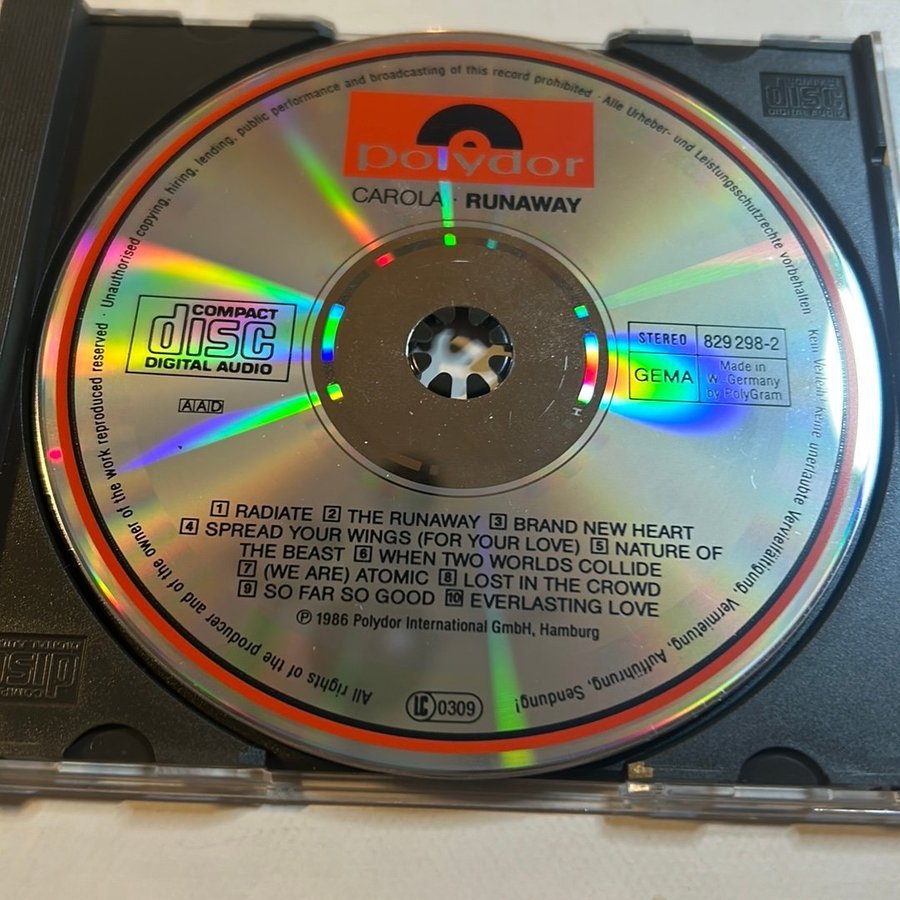 Unauthorised copying, hiring, lending, public performance and broadcasting of this record prohibited · Alle Urheber- und Leistungsschutzrechte vorbehalten · Kein Verleih! Keine unerlaubte Vervielfältigung, Vermietung, Aufführung, Sendung!
polydor
CAROLA · RUNAWAY
COMPACT
disc
DIGITAL AUDIO
AAD
STEREO 829 298-2
GEMA
Made in
W.-Germany
by PolyGram
1 RADIATE 2 THE RUNAWAY 3 BRAND NEW HEART
4 SPREAD YOUR WINGS (FOR YOUR LOVE) 5 NATURE OF
THE BEAST 6 WHEN TWO WORLDS COLLIDE
7 (WE ARE) ATOMIC 8 LOST IN THE CROWD
9 SO FAR SO GOOD 10 EVERLASTING LOVE
℗ 1986 Polydor International GmbH, Hamburg
LC 0309
All rights of the producer and of the owner of the work reproduced reserved ·
COMPACT
disc
DIGITAL AUDIO